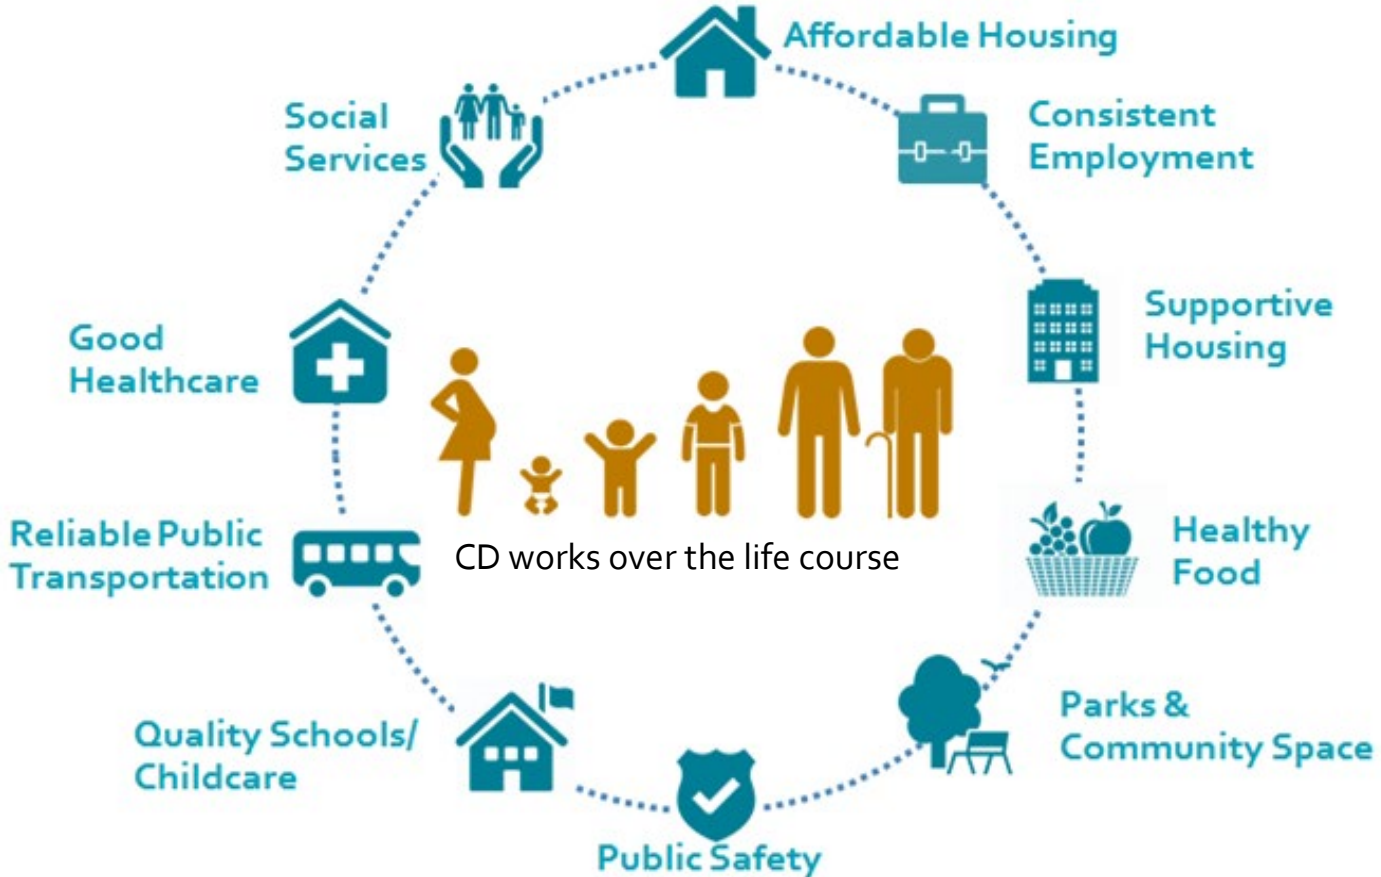 Affordable Housing
Consistent
Employment
Supportive
Housing
Healthy
Food
Parks &
Community Space
Public Safety
Quality Schools/
Childcare
Reliable Public
Transportation
Good
Healthcare
Social
Services
CD works over the life course